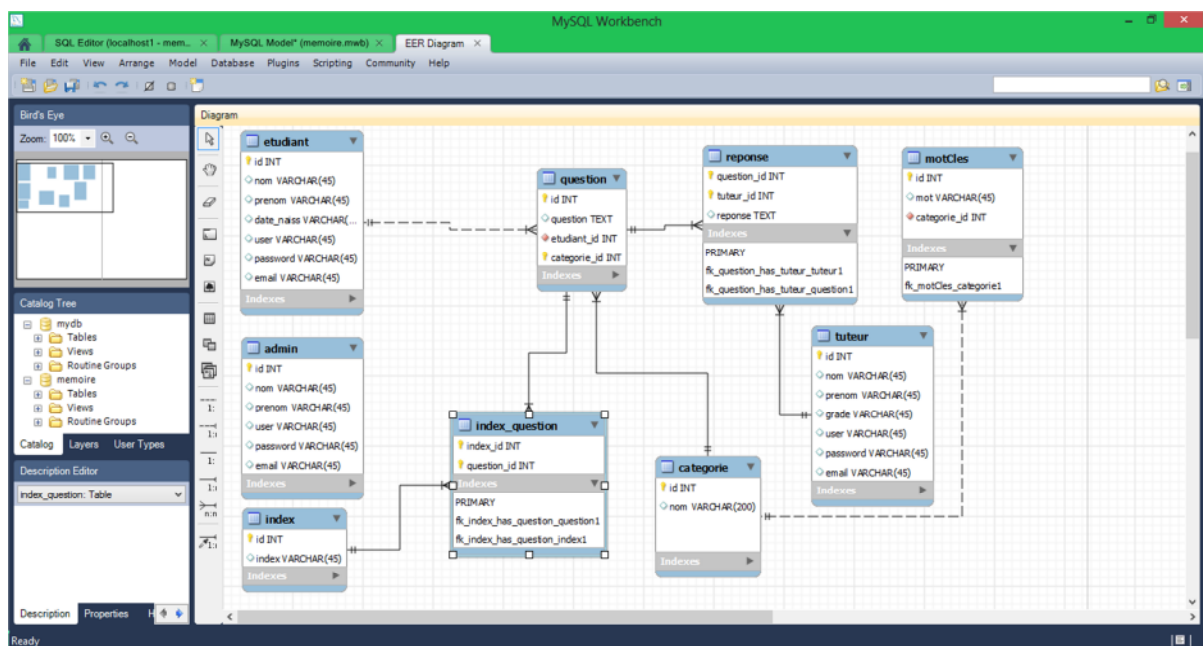 MySQL Workbench
SQL Editor (localhost1 - mem...
MySQL Model* (memoire.mwb)
EER Diagram
File Edit View Arrange Model Database Plugins Scripting Community Help
Bird's Eye
Zoom: 100%
Diagram
etudiant
id INT
nom VARCHAR(45)
prenom VARCHAR(45)
date_naiss VARCHAR(...
user VARCHAR(45)
password VARCHAR(45)
email VARCHAR(45)
Indexes
question
id INT
question TEXT
etudiant_id INT
categorie_id INT
Indexes
reponse
question_id INT
tuteur_id INT
reponse TEXT
Indexes
PRIMARY
fk_question_has_tuteur_tuteur1
fk_question_has_tuteur_question1
motCles
id INT
mot VARCHAR(45)
categorie_id INT
Indexes
PRIMARY
fk_motCles_categorie1
Catalog Tree
mydb
Tables
Views
Routine Groups
memoire
Tables
Views
Routine Groups
Catalog Layers User Types
admin
id INT
nom VARCHAR(45)
prenom VARCHAR(45)
user VARCHAR(45)
password VARCHAR(45)
email VARCHAR(45)
Indexes
tuteur
id INT
nom VARCHAR(45)
prenom VARCHAR(45)
grade VARCHAR(45)
user VARCHAR(45)
password VARCHAR(45)
email VARCHAR(45)
Indexes
index_question
index_id INT
question_id INT
Indexes
PRIMARY
fk_index_has_question_question1
fk_index_has_question_index1
categorie
id INT
nom VARCHAR(200)
Indexes
index
id INT
index VARCHAR(45)
Indexes
1:
1:i
1:
1:i
n:n
1:i
Description Editor
index_question: Table
Description Properties H
Ready